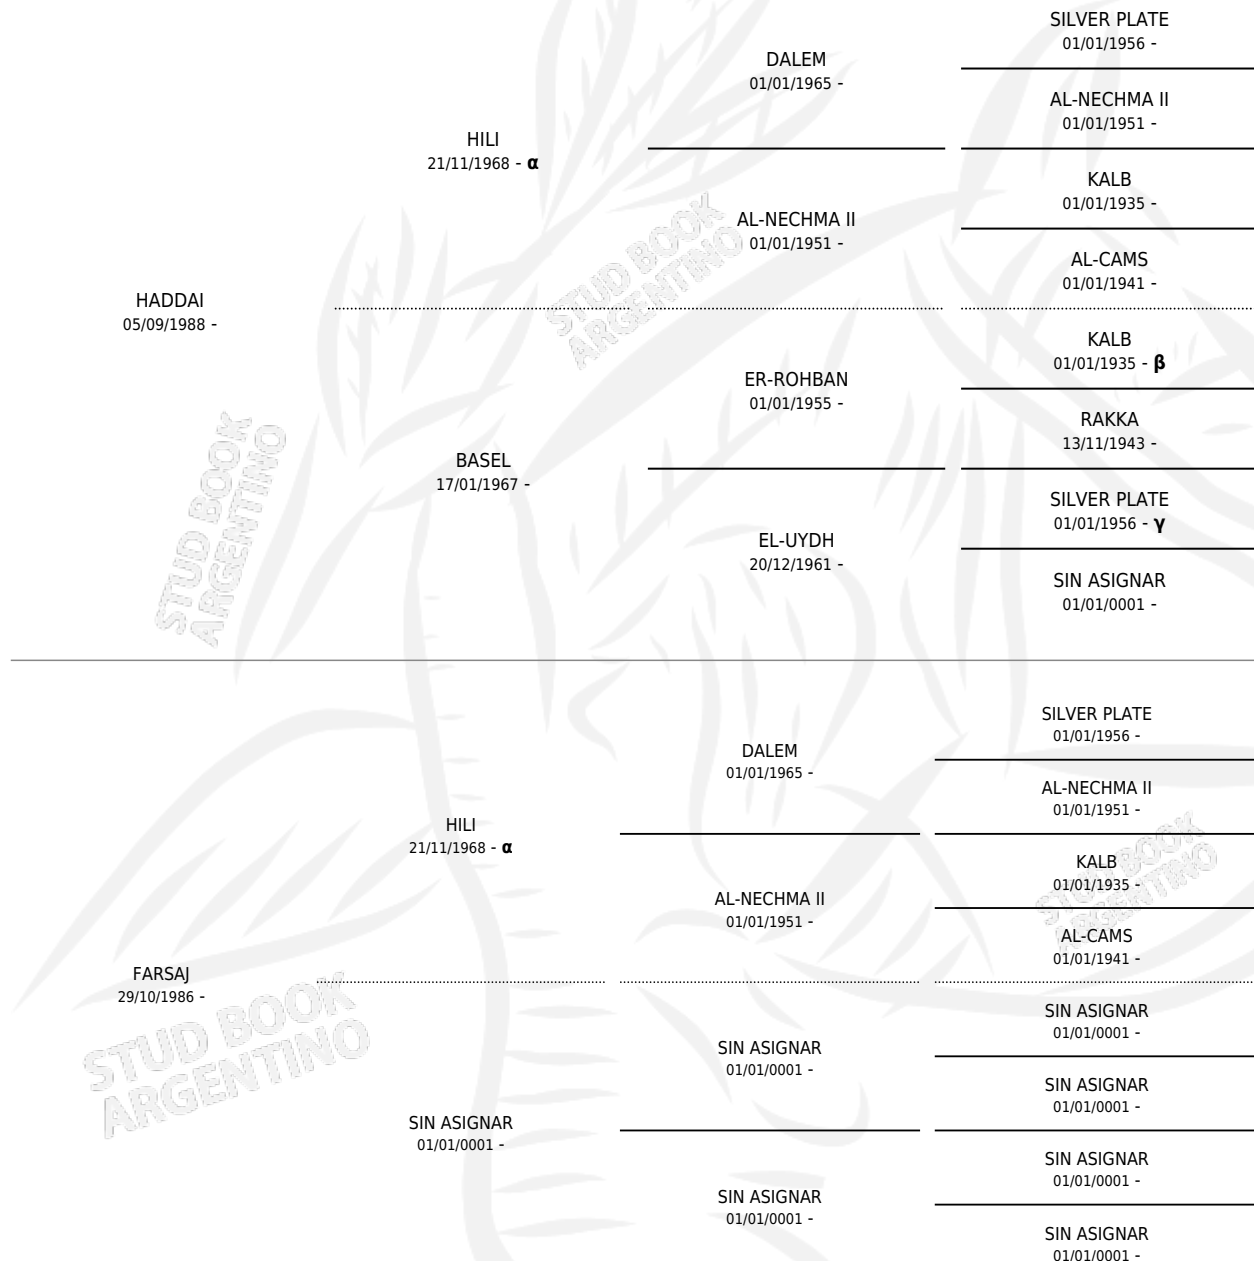 SILVER PLATE
01/01/1956 -
DALEM
01/01/1965 -
AL-NECHMA II
01/01/1951 -
HILI
21/11/1968 - α
KALB
01/01/1935 -
AL-NECHMA II
01/01/1951 -
AL-CAMS
01/01/1941 -
HADDAI
05/09/1988 -
KALB
01/01/1935 - β
ER-ROHBAN
01/01/1955 -
RAKKA
13/11/1943 -
BASEL
17/01/1967 -
SILVER PLATE
01/01/1956 - γ
EL-UYDH
20/12/1961 -
SIN ASIGNAR
01/01/0001 -
STUD BOOK
ARGENTINO
STUD BOOK
ARGENTINO
SILVER PLATE
01/01/1956 -
DALEM
01/01/1965 -
AL-NECHMA II
01/01/1951 -
HILI
21/11/1968 - α
KALB
01/01/1935 -
AL-NECHMA II
01/01/1951 -
AL-CAMS
01/01/1941 -
FARSAJ
29/10/1986 -
SIN ASIGNAR
01/01/0001 -
SIN ASIGNAR
01/01/0001 -
SIN ASIGNAR
01/01/0001 -
SIN ASIGNAR
01/01/0001 -
SIN ASIGNAR
01/01/0001 -
SIN ASIGNAR
01/01/0001 -
SIN ASIGNAR
01/01/0001 -
STUD BOOK
ARGENTINO
STUD BOOK
ARGENTINO